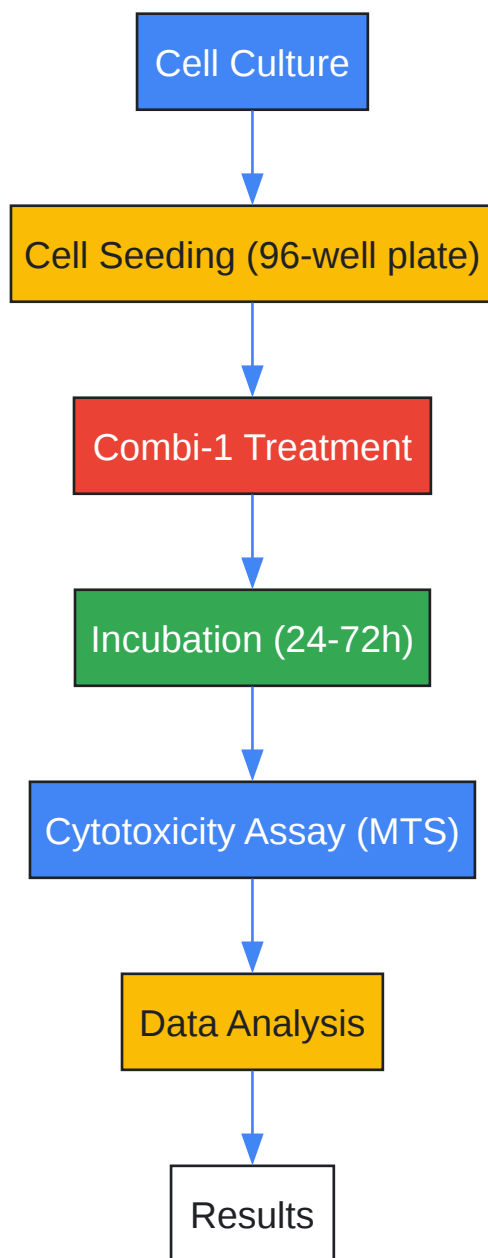 Cell Culture
Cell Seeding (96-well plate)
Combi-1 Treatment
Incubation (24-72h)
Cytotoxicity Assay (MTS)
Data Analysis
Results